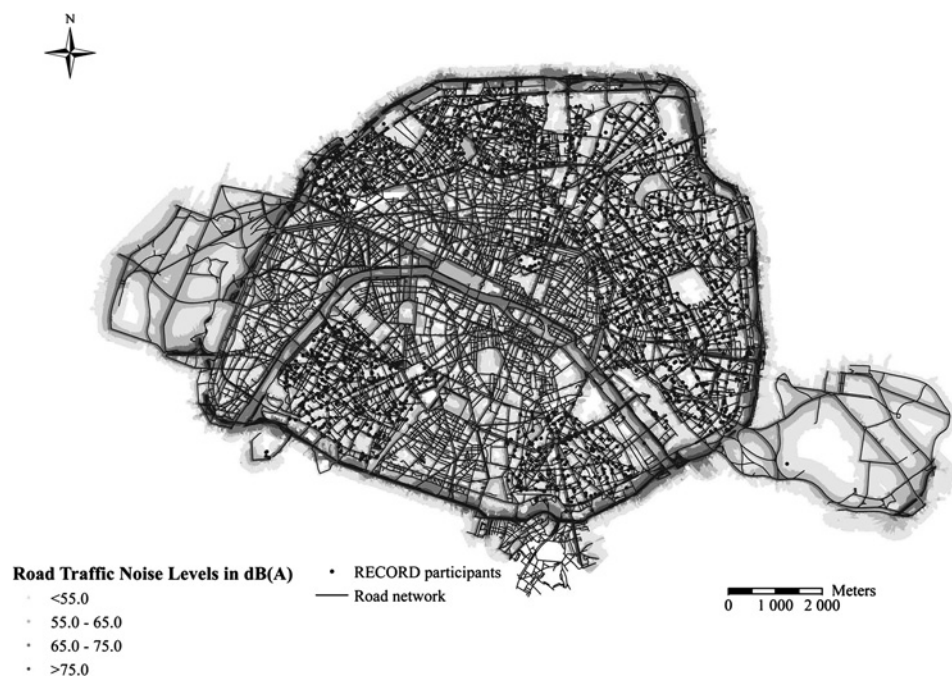 N
Road Traffic Noise Levels in dB(A)
<55.0
55.0 - 65.0
65.0 - 75.0
>75.0
RECORD participants
Road network
Meters
0 1 000 2 000